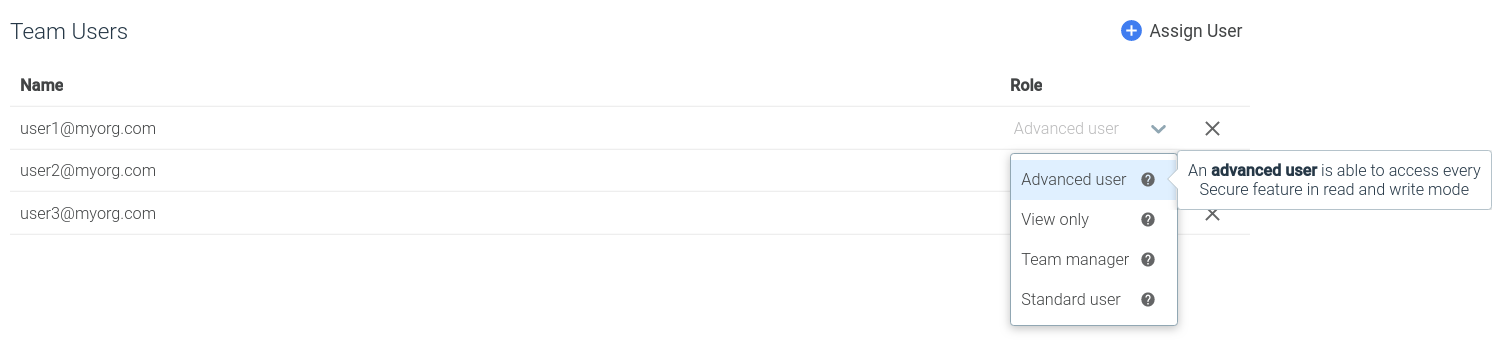 Team Users
Assign User
Name Role
user1@myorg.com Advanced user
user2@myorg.com
user3@myorg.com
Advanced user
View only
Team manager
Standard user
An advanced user is able to access every
Secure feature in read and write mode